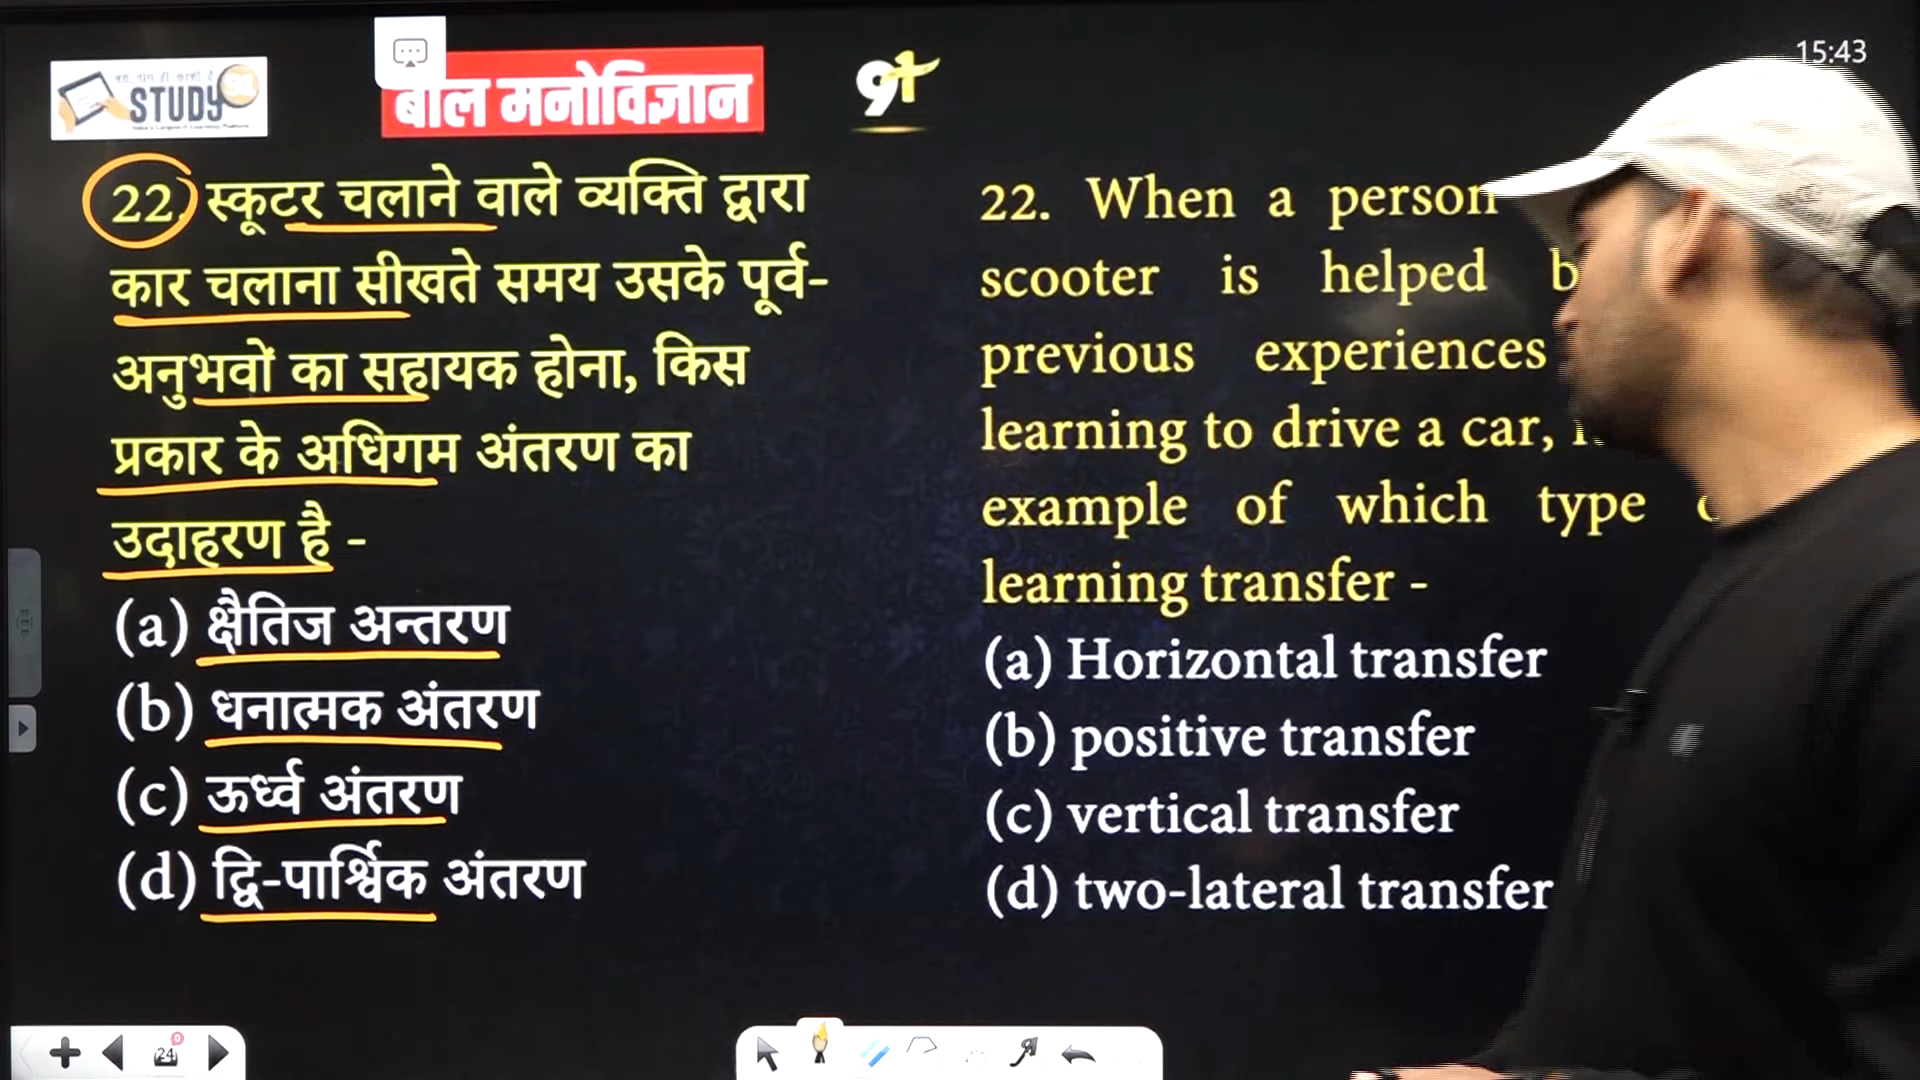 15:43
STUDY
बाल मनोविज्ञान
22. स्कूटर चलाने वाले व्यक्ति द्वारा
कार चलाना सीखते समय उसके पूर्व-
अनुभवों का सहायक होना, किस
प्रकार के अधिगम अंतरण का
उदाहरण है -
(a) क्षैतिज अन्तरण
(b) धनात्मक अंतरण
(c) ऊर्ध्व अंतरण
(d) द्वि-पार्श्विक अंतरण
22. When a person
scooter is helped
previous experiences
learning to drive a car,
example of which type
learning transfer -
(a) Horizontal transfer
(b) positive transfer
(c) vertical transfer
(d) two-lateral transfer
24